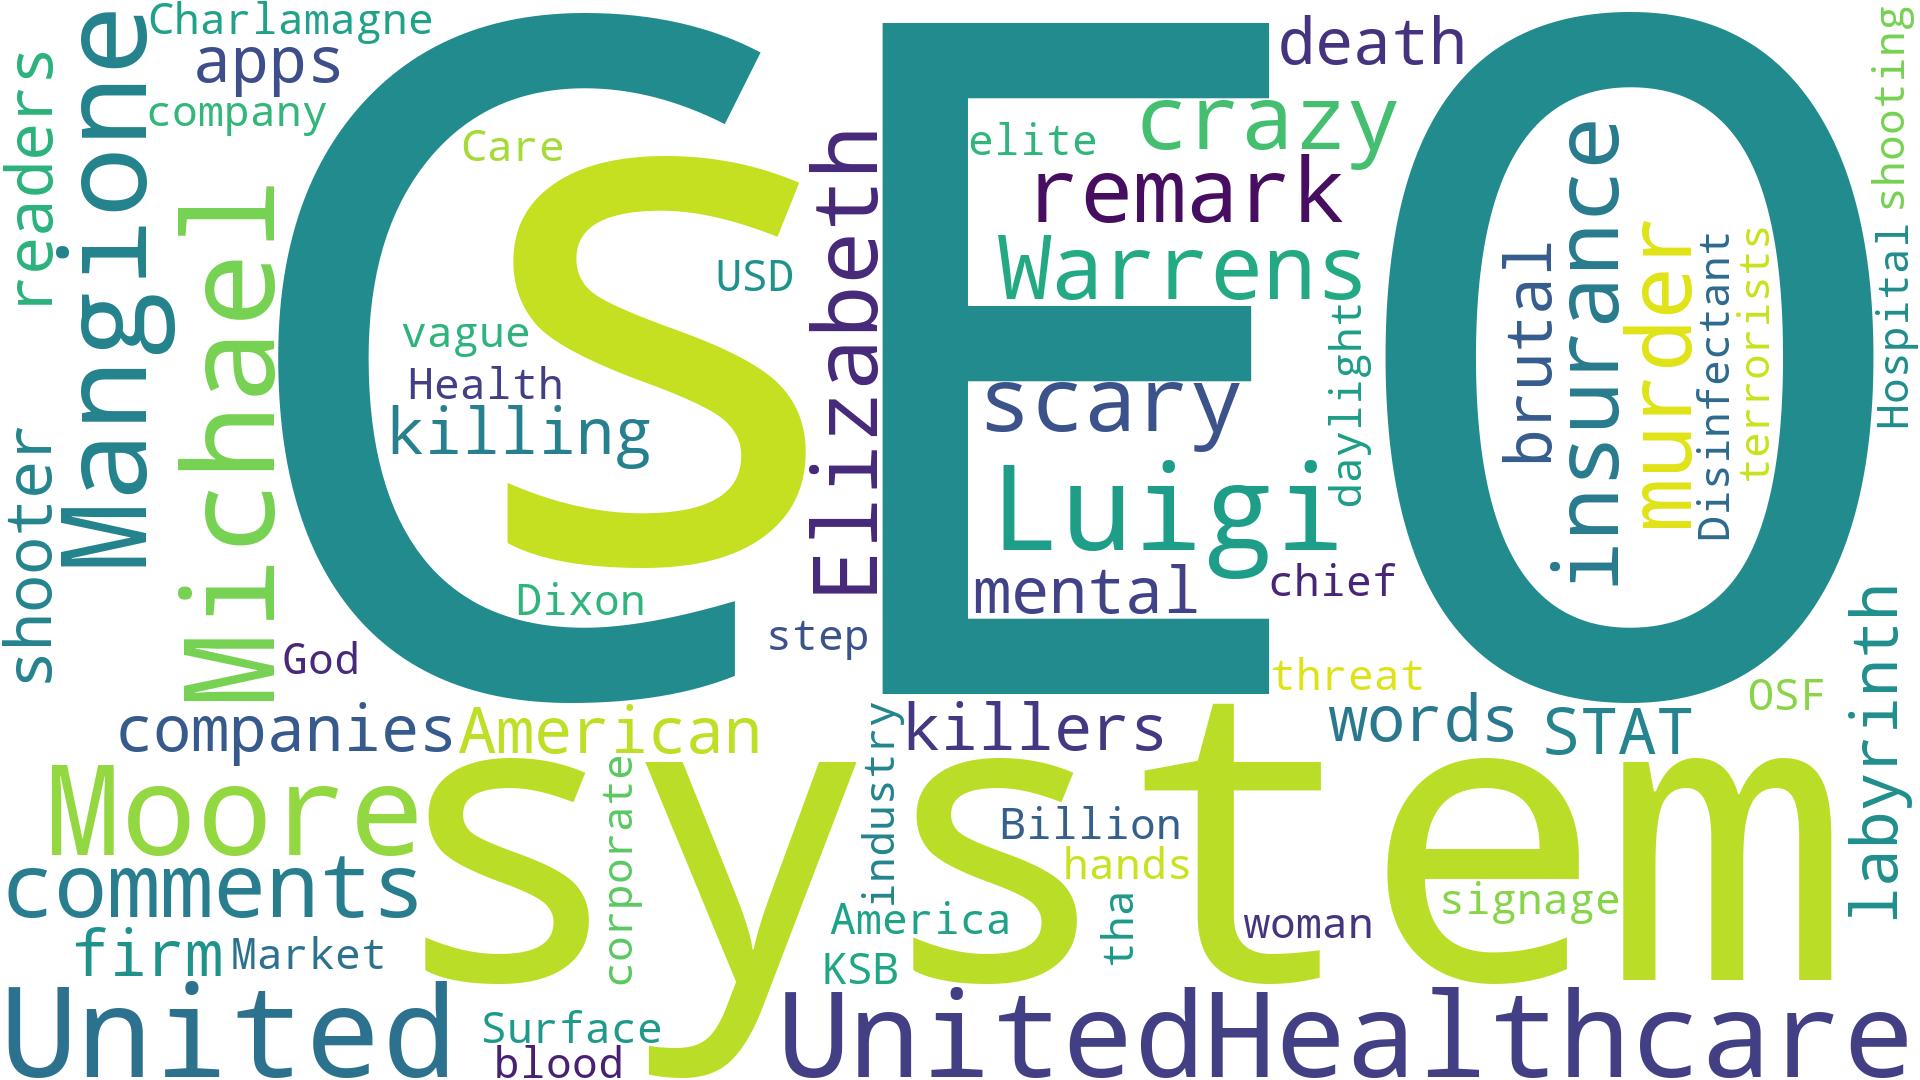 Charlamagne
apps
company
readers
Mangione
Michael
shooter
CEO
Care
s
USD
vague
Health
killing
Dixon
God
step
Elizabeth
death
elite
crazy
remark
Warrens
scary
daylight
Luigi
mental
chief
brutal
insurance
murder
Disinfectant
terrorists
shooting
Hospital
threat
OSF
companies
American
killers
words
STAT
labyrinth
Moore
system
corporate
industry
Billion
hands
comments
America
tha
woman
signage
firm
Market
KSB
United
Surface
blood
UnitedHealthcare